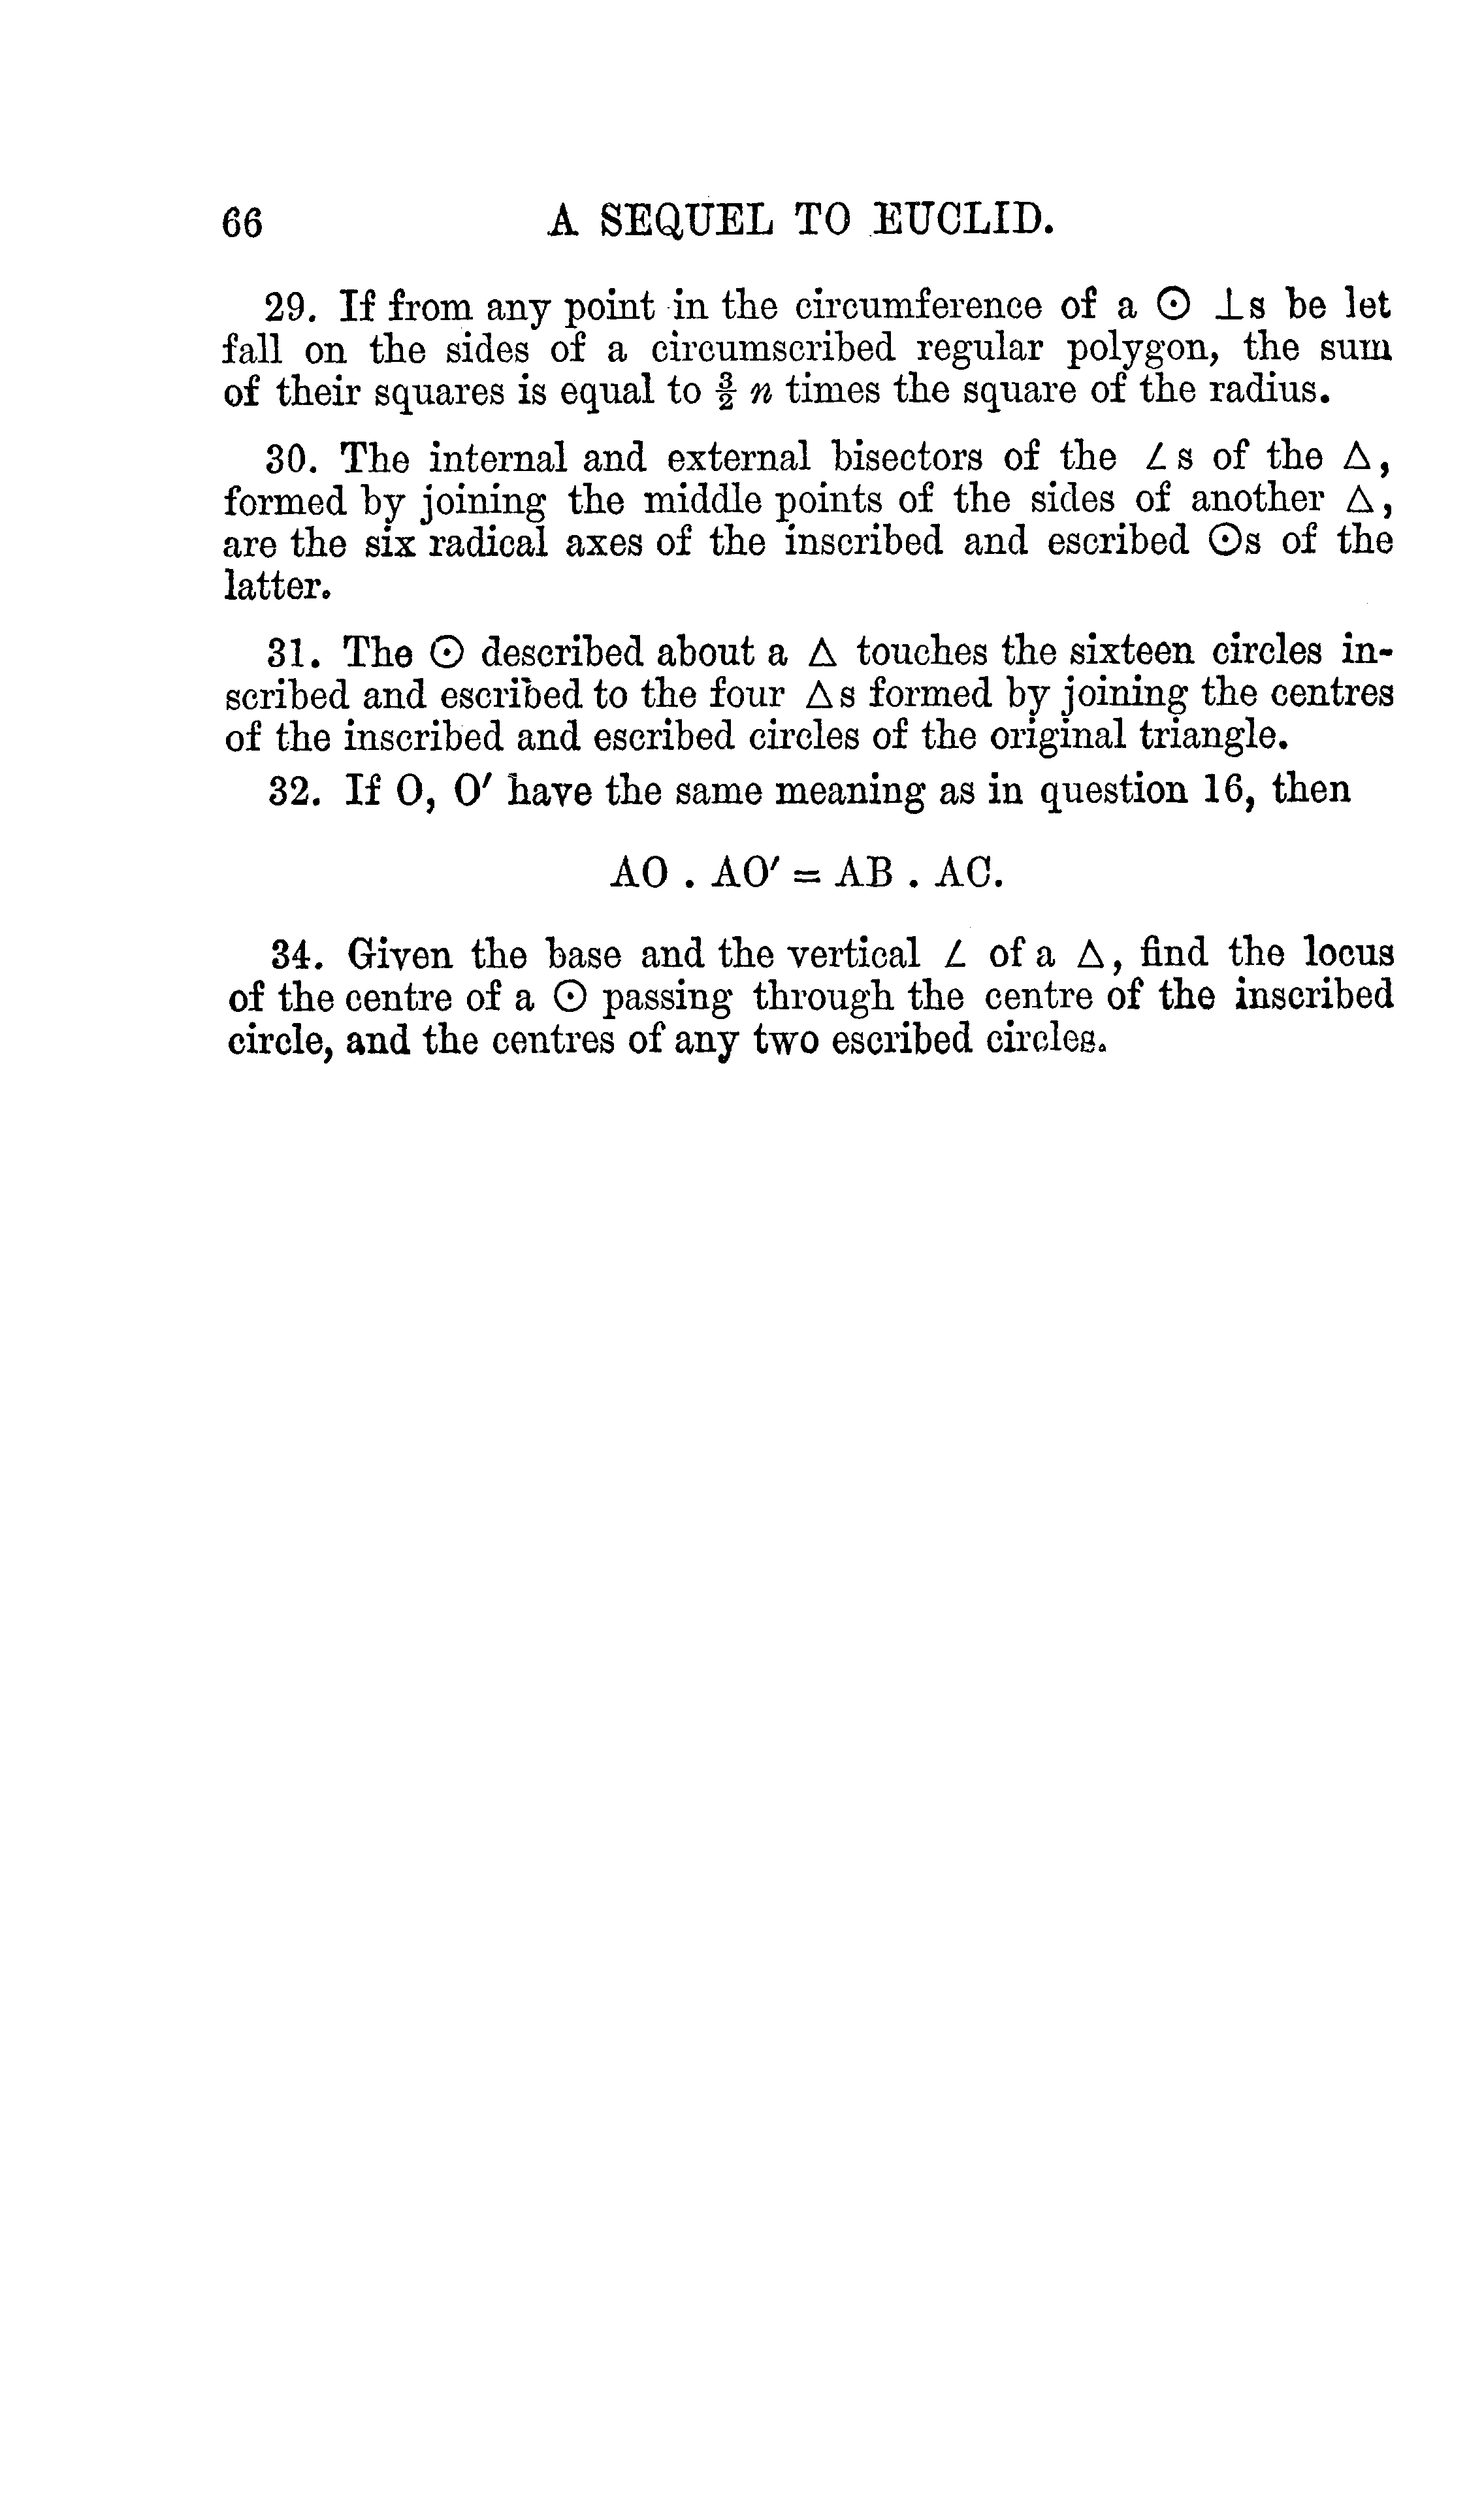 66 A SEQUEL TO EUCLID.
29. If from any point in the circumference of a ⊙ ⊥s be let
fall on the sides of a circumscribed regular polygon, the sum
of their squares is equal to 3/2 n times the square of the radius.
30. The internal and external bisectors of the ∠s of the △,
formed by joining the middle points of the sides of another △,
are the six radical axes of the inscribed and escribed ⊙s of the
latter.
31. The ⊙ described about a △ touches the sixteen circles in-
scribed and escribed to the four △s formed by joining the centres
of the inscribed and escribed circles of the original triangle.
32. If O, O′ have the same meaning as in question 16, then
AO . AO′ = AB . AC.
34. Given the base and the vertical ∠ of a △, find the locus
of the centre of a ⊙ passing through the centre of the inscribed
circle, and the centres of any two escribed circles.